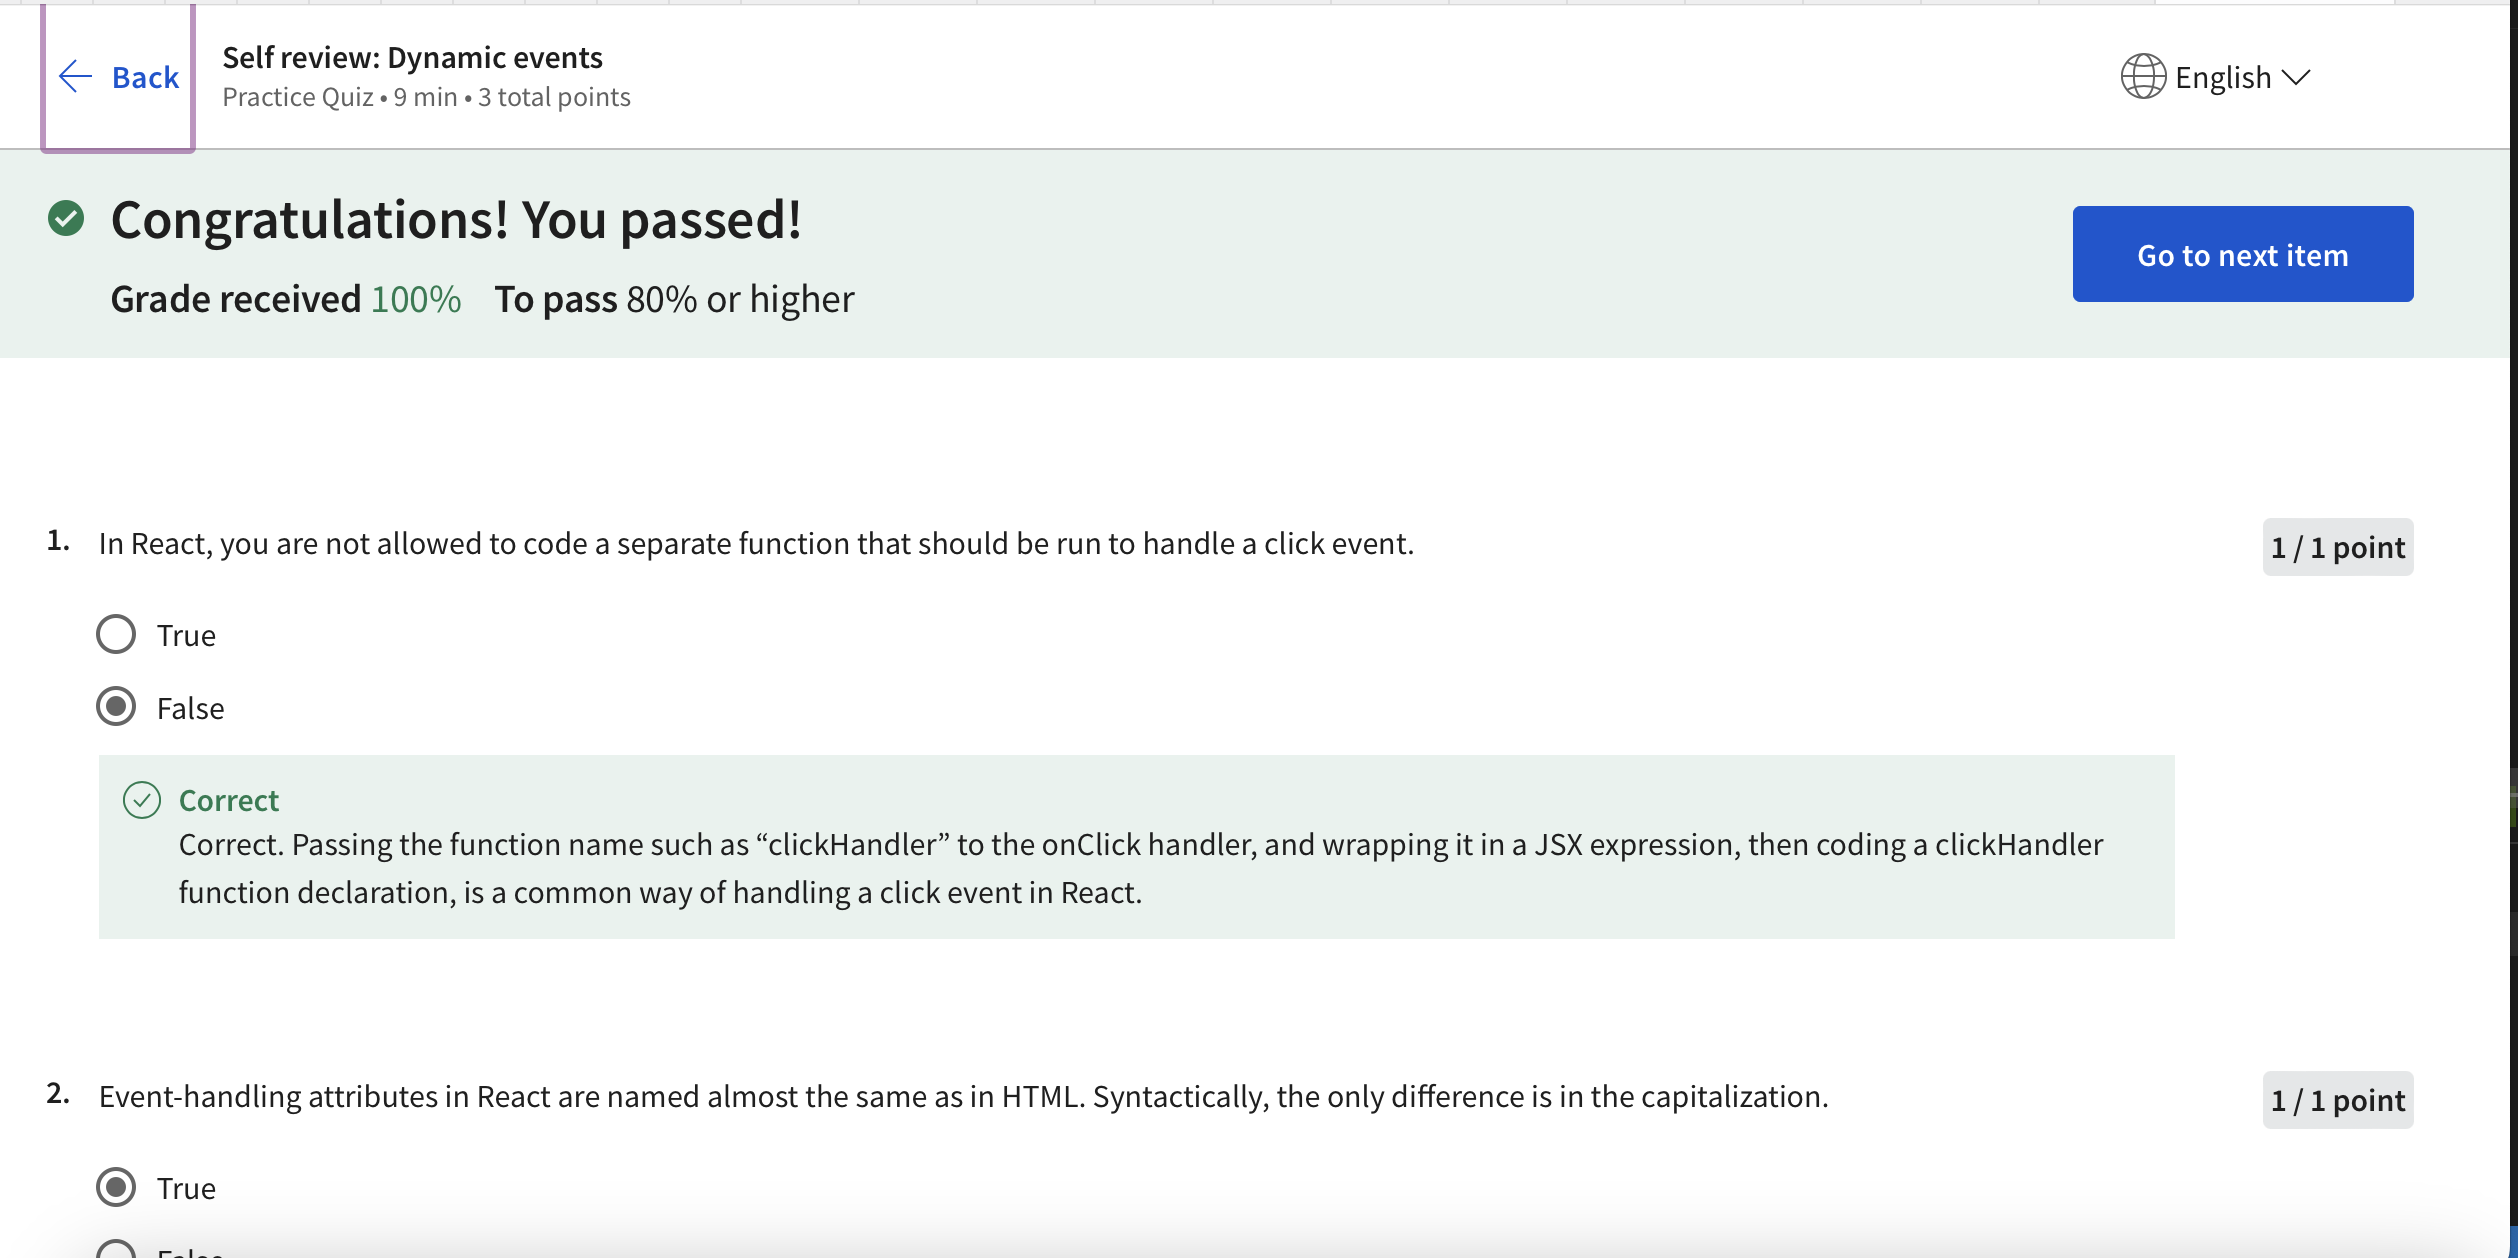 Back
Self review: Dynamic events
Practice Quiz • 9 min • 3 total points
English
Congratulations! You passed!
Grade received 100% To pass 80% or higher
Go to next item
1. In React, you are not allowed to code a separate function that should be run to handle a click event.
1 / 1 point
True
False
Correct
Correct. Passing the function name such as “clickHandler” to the onClick handler, and wrapping it in a JSX expression, then coding a clickHandler
function declaration, is a common way of handling a click event in React.
2. Event-handling attributes in React are named almost the same as in HTML. Syntactically, the only difference is in the capitalization.
1 / 1 point
True
False